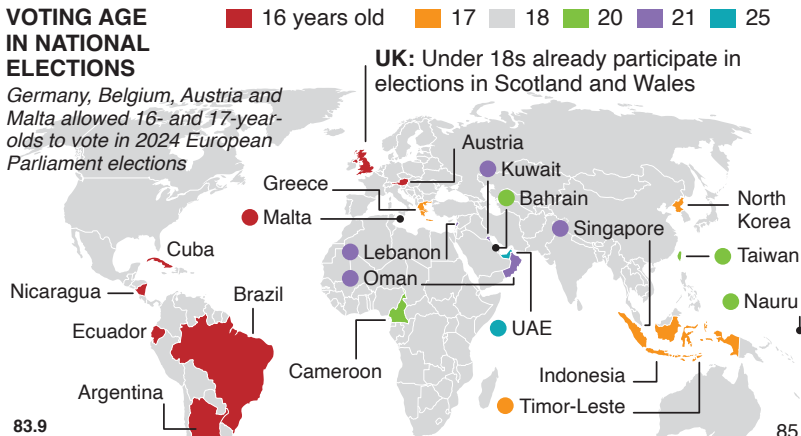 VOTING AGE
IN NATIONAL
ELECTIONS
Germany, Belgium, Austria and
Malta allowed 16- and 17-year-
olds to vote in 2024 European
Parliament elections
16 years old
17
18
20
21
25
UK: Under 18s already participate in
elections in Scotland and Wales
Austria
Kuwait
Greece
Bahrain
North
Korea
Malta
Singapore
Cuba
Lebanon
Taiwan
Oman
Nicaragua
Brazil
Nauru
Ecuador
UAE
Cameroon
Indonesia
Argentina
Timor-Leste
83.9
85